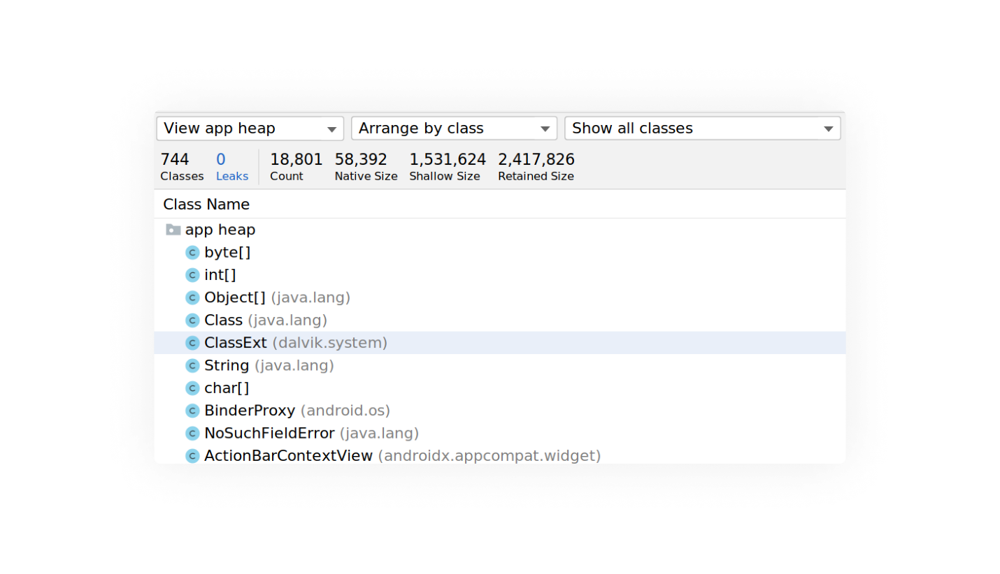 View app heap Arrange by class Show all classes
744 0 18,801 58,392 1,531,624 2,417,826
Classes Leaks Count Native Size Shallow Size Retained Size
Class Name
app heap
C byte[]
C int[]
C Object[] (java.lang)
C Class (java.lang)
C ClassExt (dalvik.system)
C String (java.lang)
C char[]
C BinderProxy (android.os)
C NoSuchFieldError (java.lang)
C ActionBarContextView (androidx.appcompat.widget)